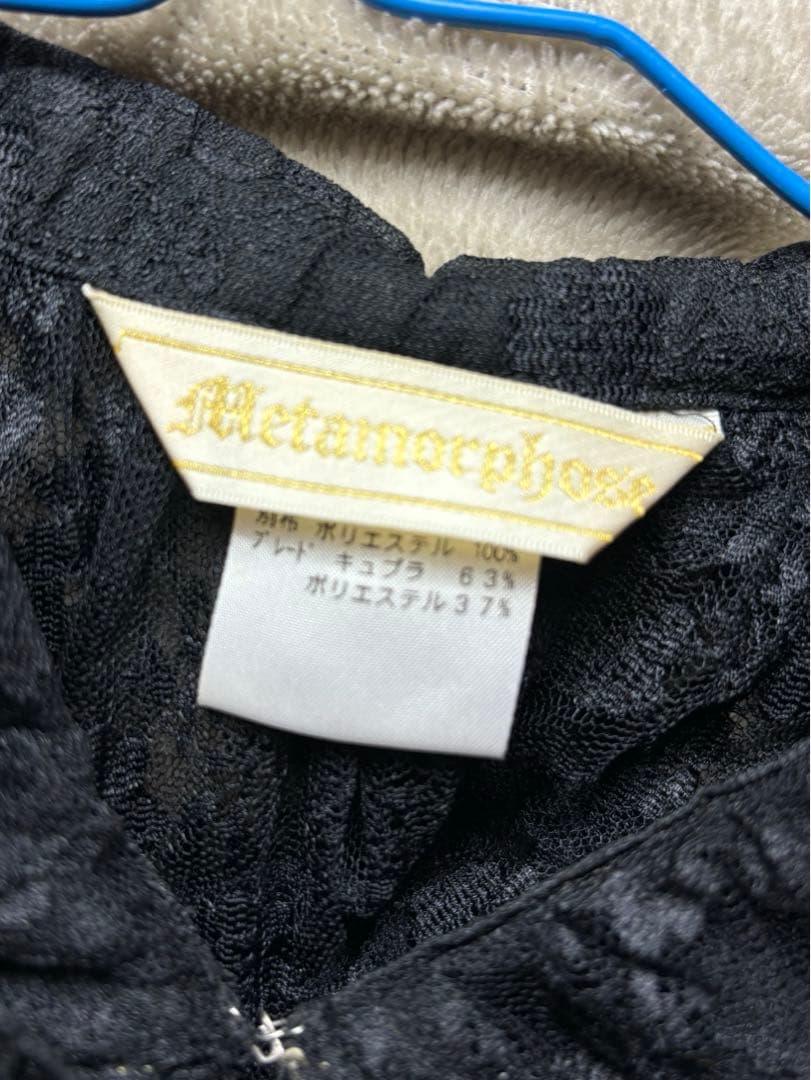 Metamorphose
別布 ポリエステル 100%
ブレード キュプラ 63%
ポリエステル 37%